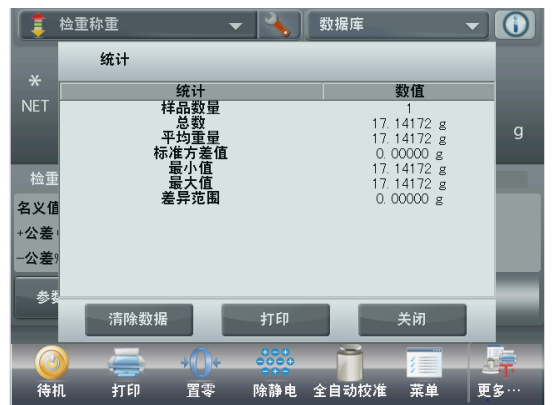 检重称重 数据库
统计
*
NET
g
统计 数值
样品数量 1
总数 17.14172 g
平均重量 17.14172 g
标准方差值 0.00000 g
最小值 17.14172 g
最大值 17.14172 g
差异范围 0.00000 g
检重
名义值
+公差
-公差
参数
清除数据 打印 关闭
待机 打印 置零 除静电 全自动校准 菜单 更多…